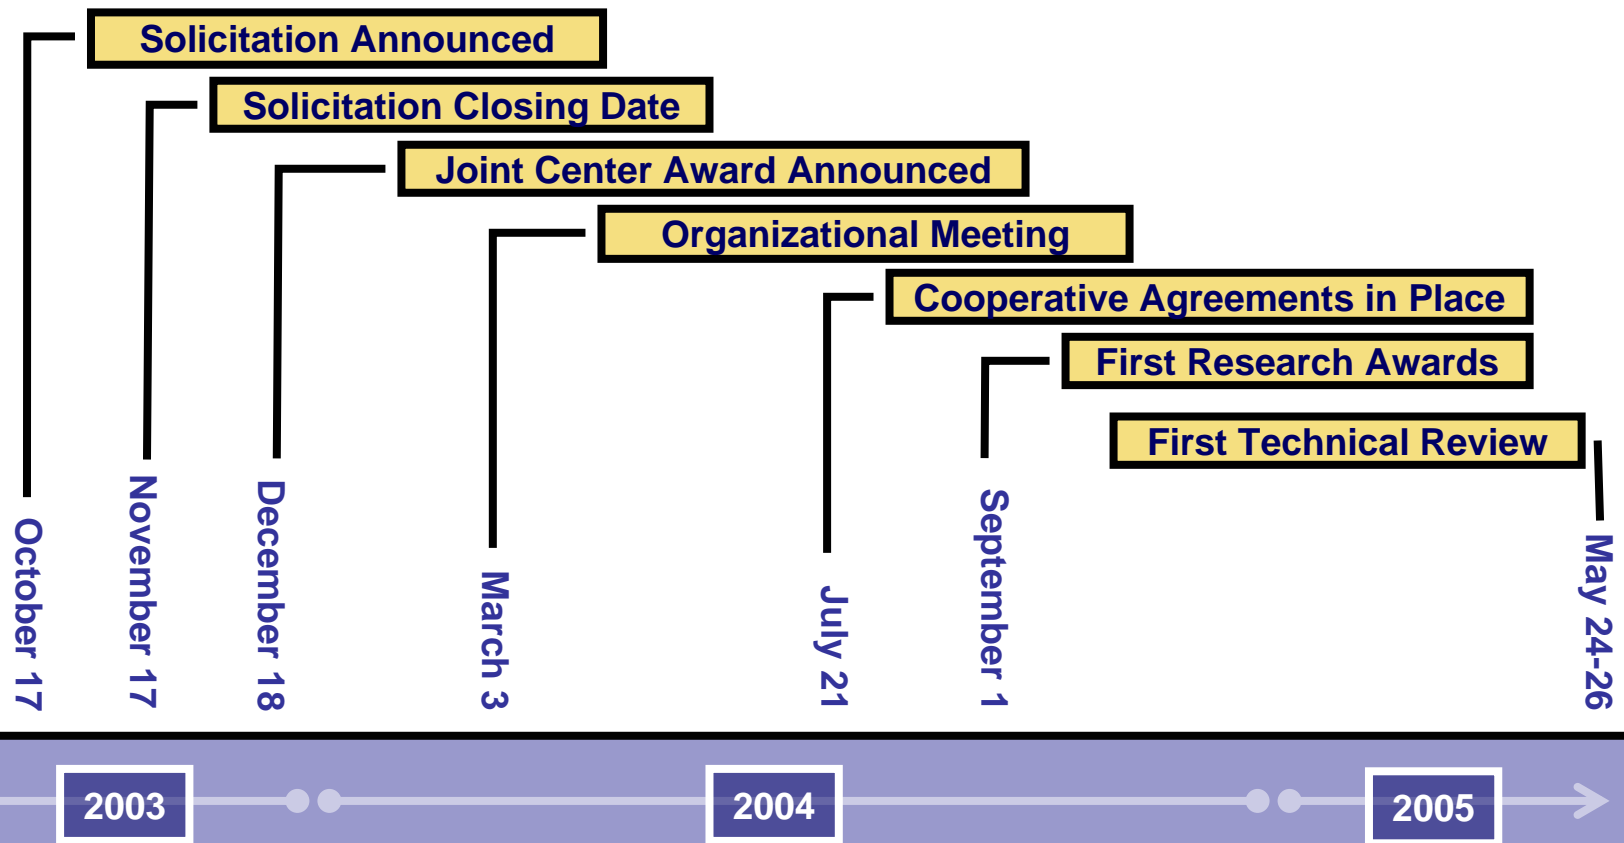 Solicitation Announced
Solicitation Closing Date
Joint Center Award Announced
Organizational Meeting
Cooperative Agreements in Place
First Research Awards
First Technical Review
October 17
November 17
December 18
March 3
July 21
September 1
May 24-26
2003
2004
2005